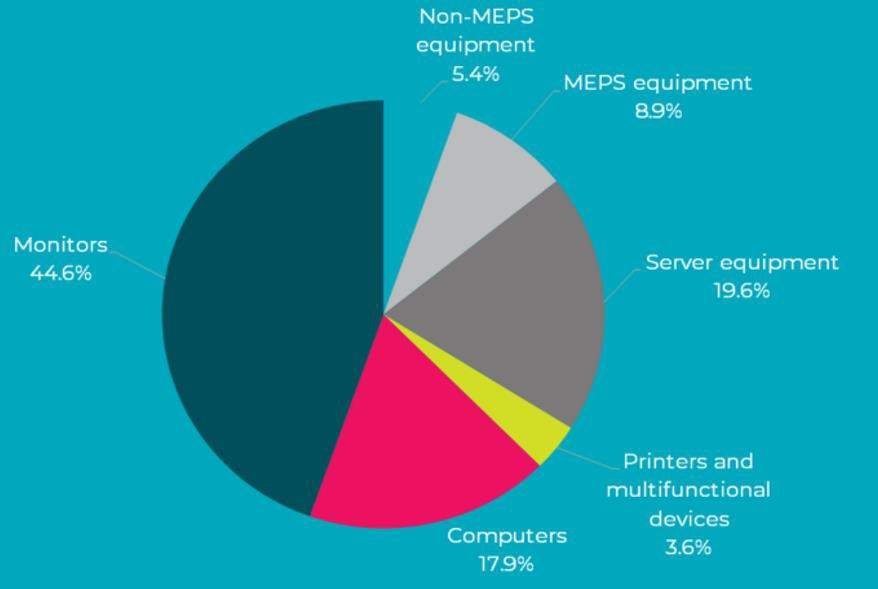 Non-MEPS
equipment
5.4%
MEPS equipment
8.9%
Monitors
44.6%
Server equipment
19.6%
Printers and
multifunctional
devices
3.6%
Computers
17.9%